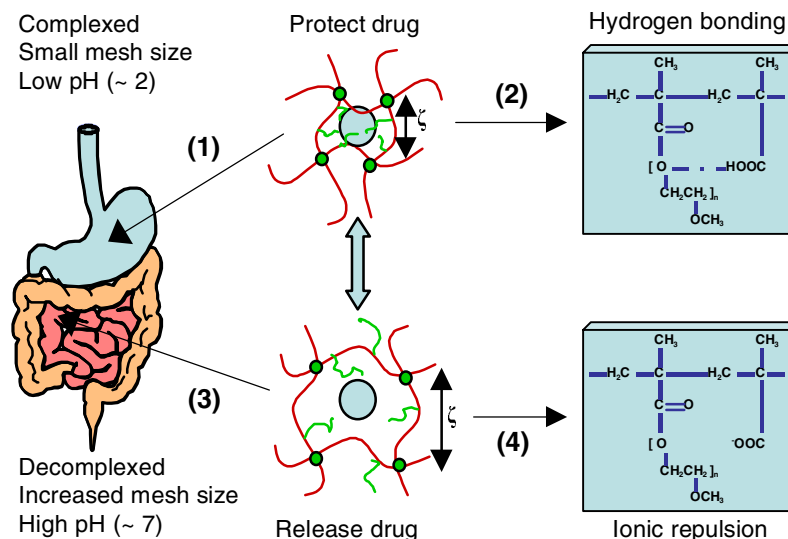 Complexed
Small mesh size
Low pH (~ 2)
Protect drug
Hydrogen bonding
(1)
ζ
(2)
CH3
CH3
H2C
C
H2C
C
C
O
[ O
HOOC
CH2CH2]n
OCH3
(3)
ζ
(4)
CH3
CH3
H2C
C
H2C
C
C
O
[ O
-OOC
CH2CH2]n
OCH3
Decomplexed
Increased mesh size
High pH (~ 7)
Release drug
Ionic repulsion